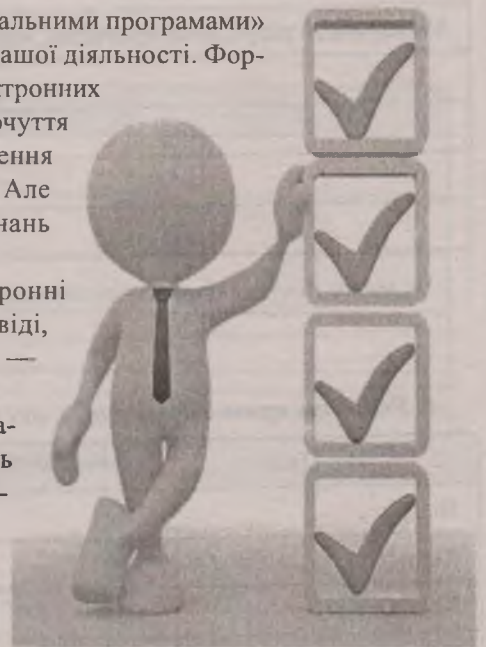 альними програмами»
ашої діяльності. Фор-
тронних
очуття
ення
Але
нань
ронні
віді,
—
а-
ь
–